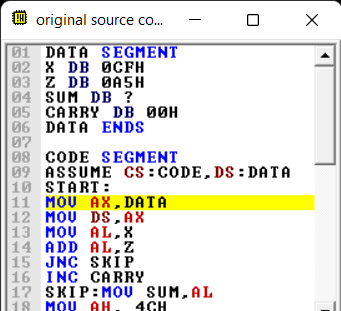 original source co...
01 DATA SEGMENT
02 X DB 0CFH
03 Z DB 0A5H
04 SUM DB ?
05 CARRY DB 00H
06 DATA ENDS
07
08 CODE SEGMENT
09 ASSUME CS:CODE,DS:DATA
10 START:
11 MOV AX,DATA
12 MOV DS,AX
13 MOV AL,X
14 ADD AL,Z
15 JNC SKIP
16 INC CARRY
17 SKIP:MOV SUM,AL
18 MOV AH, 4CH